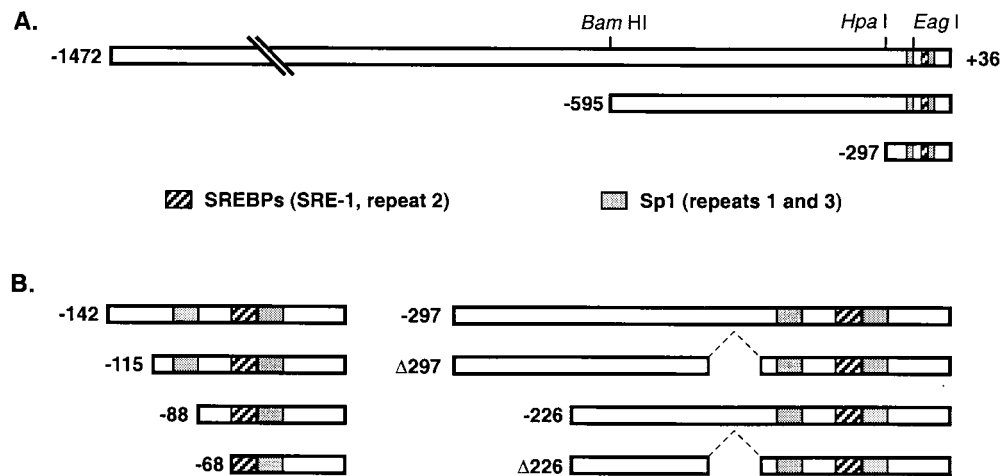 A.
Bam HI
Hpa I
Eag I
-1472
+36
-595
-297
SREBPs (SRE-1, repeat 2)
Sp1 (repeats 1 and 3)
B.
-142
-297
-115
Δ297
-88
-226
-68
Δ226